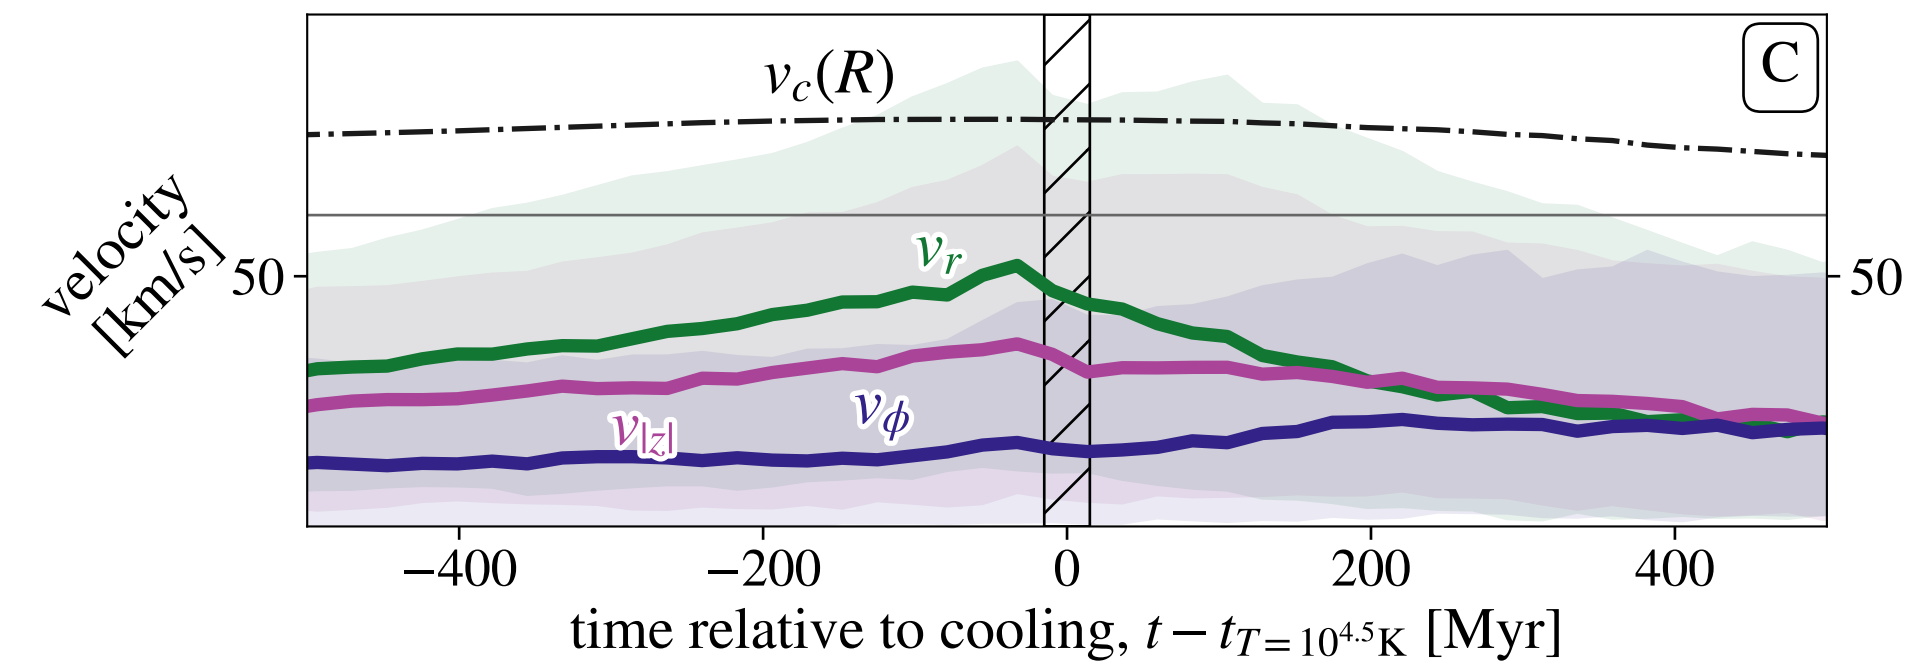 C
v_c(R)
velocity
[km/s]
50
50
v_r
v_ϕ
v_|z|
−400
−200
0
200
400
time relative to cooling, t − t_{T = 10^{4.5}K} [Myr]